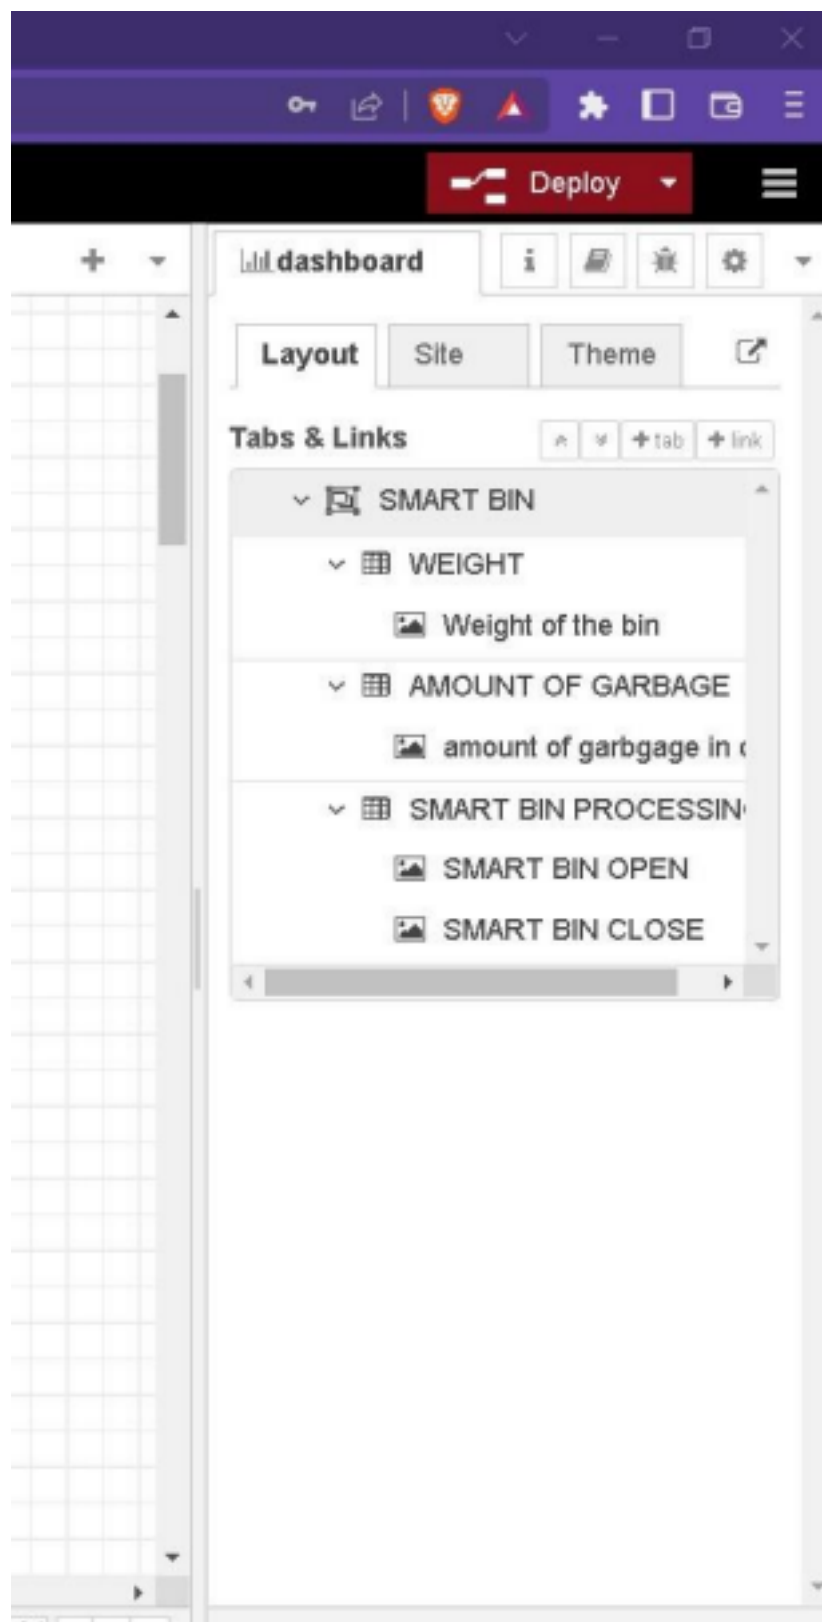 Deploy
dashboard
Layout Site Theme
Tabs & Links tab link
SMART BIN
WEIGHT
Weight of the bin
AMOUNT OF GARBAGE
amount of garbgage in
SMART BIN PROCESSIN
SMART BIN OPEN
SMART BIN CLOSE